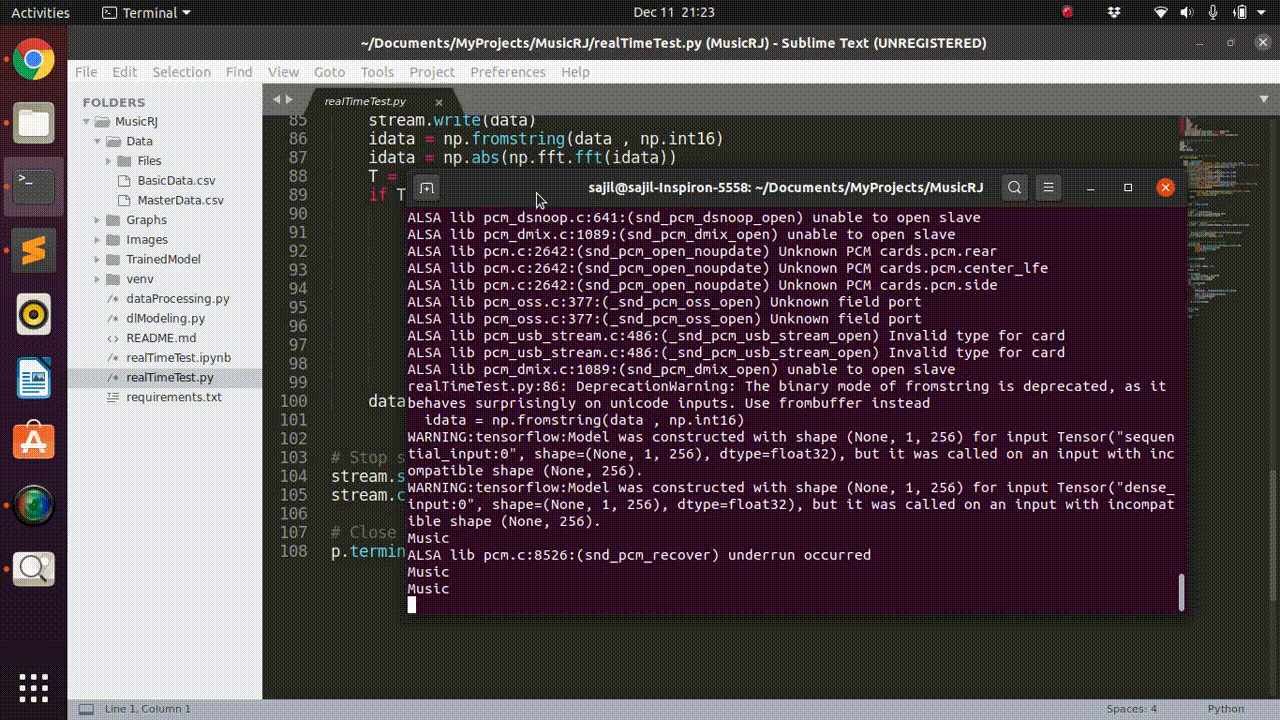 Activities
Terminal
Dec 11 21:23
~/Documents/MyProjects/MusicRJ/realTimeTest.py (MusicRJ) - Sublime Text (UNREGISTERED)
File Edit Selection Find View Goto Tools Project Preferences Help
FOLDERS
MusicRJ
Data
Files
BasicData.csv
MasterData.csv
Graphs
Images
TrainedModel
venv
/* dataProcessing.py
/* dlModeling.py
<> README.md
/* realTimeTest.ipynb
/* realTimeTest.py
requirements.txt
realTimeTest.py ×
85 stream.write(data)
86 idata = np.fromstring(data , np.int16)
87 idata = np.abs(np.fft.fft(idata))
88 T =
89 if T
90
91
92
93
94
95
96
97
98
99
100 data
101
102
103 # Stop s
104 stream.s
105 stream.c
106
107 # Close
108 p.termin
sajil@sajil-Inspiron-5558: ~/Documents/MyProjects/MusicRJ
ALSA lib pcm_dsnoop.c:641:(snd_pcm_dsnoop_open) unable to open slave
ALSA lib pcm_dmix.c:1089:(snd_pcm_dmix_open) unable to open slave
ALSA lib pcm.c:2642:(snd_pcm_open_noupdate) Unknown PCM cards.pcm.rear
ALSA lib pcm.c:2642:(snd_pcm_open_noupdate) Unknown PCM cards.pcm.center_lfe
ALSA lib pcm.c:2642:(snd_pcm_open_noupdate) Unknown PCM cards.pcm.side
ALSA lib pcm_oss.c:377:(_snd_pcm_oss_open) Unknown field port
ALSA lib pcm_oss.c:377:(_snd_pcm_oss_open) Unknown field port
ALSA lib pcm_usb_stream.c:486:(_snd_pcm_usb_stream_open) Invalid type for card
ALSA lib pcm_usb_stream.c:486:(_snd_pcm_usb_stream_open) Invalid type for card
ALSA lib pcm_dmix.c:1089:(snd_pcm_dmix_open) unable to open slave
realTimeTest.py:86: DeprecationWarning: The binary mode of fromstring is deprecated, as it
behaves surprisingly on unicode inputs. Use frombuffer instead
idata = np.fromstring(data , np.int16)
WARNING:tensorflow:Model was constructed with shape (None, 1, 256) for input Tensor("sequen
tial_input:0", shape=(None, 1, 256), dtype=float32), but it was called on an input with inc
ompatible shape (None, 256).
WARNING:tensorflow:Model was constructed with shape (None, 1, 256) for input Tensor("dense_
input:0", shape=(None, 1, 256), dtype=float32), but it was called on an input with incompat
ible shape (None, 256).
Music
ALSA lib pcm.c:8526:(snd_pcm_recover) underrun occurred
Music
Music
Line 1, Column 1
Spaces: 4
Python